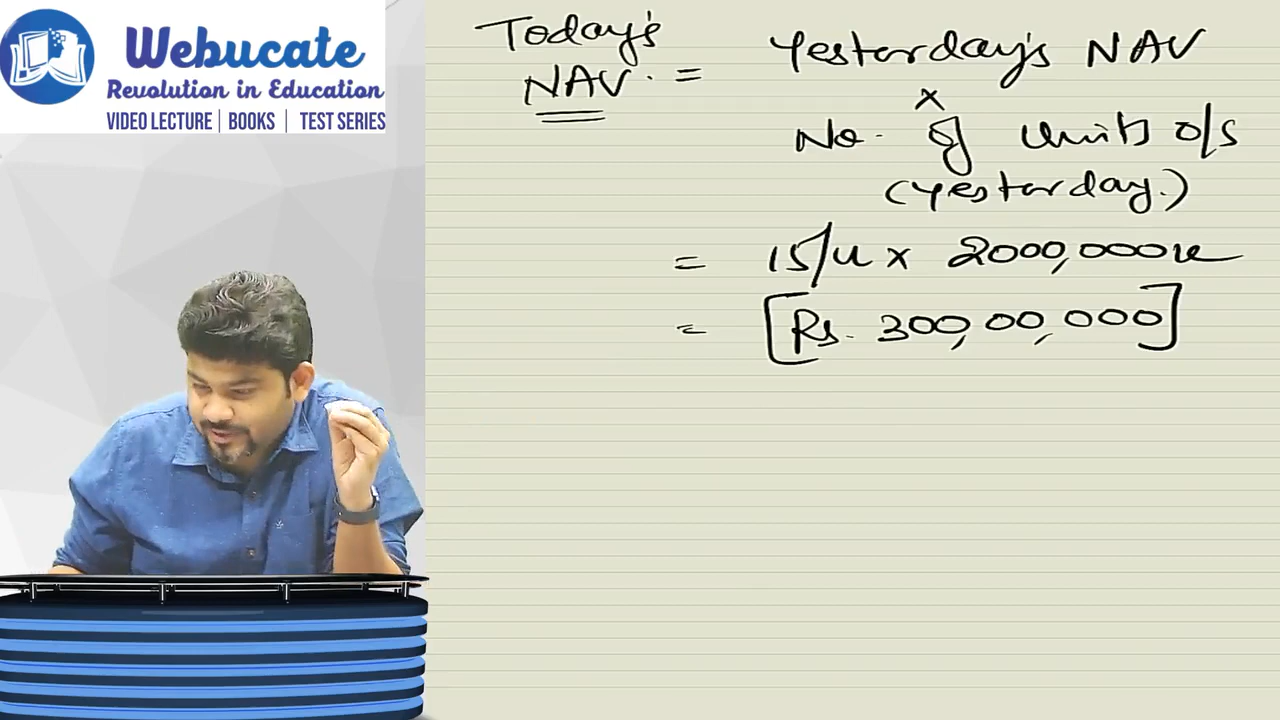 Webucate
Revolution in Education
VIDEO LECTURE | BOOKS | TEST SERIES
Today's
NAV. =
Yesterday's NAV
x
No. of units o/s
(Yesterday.)
= 15/u x 2000,000u
= [Rs. 300,00,000]